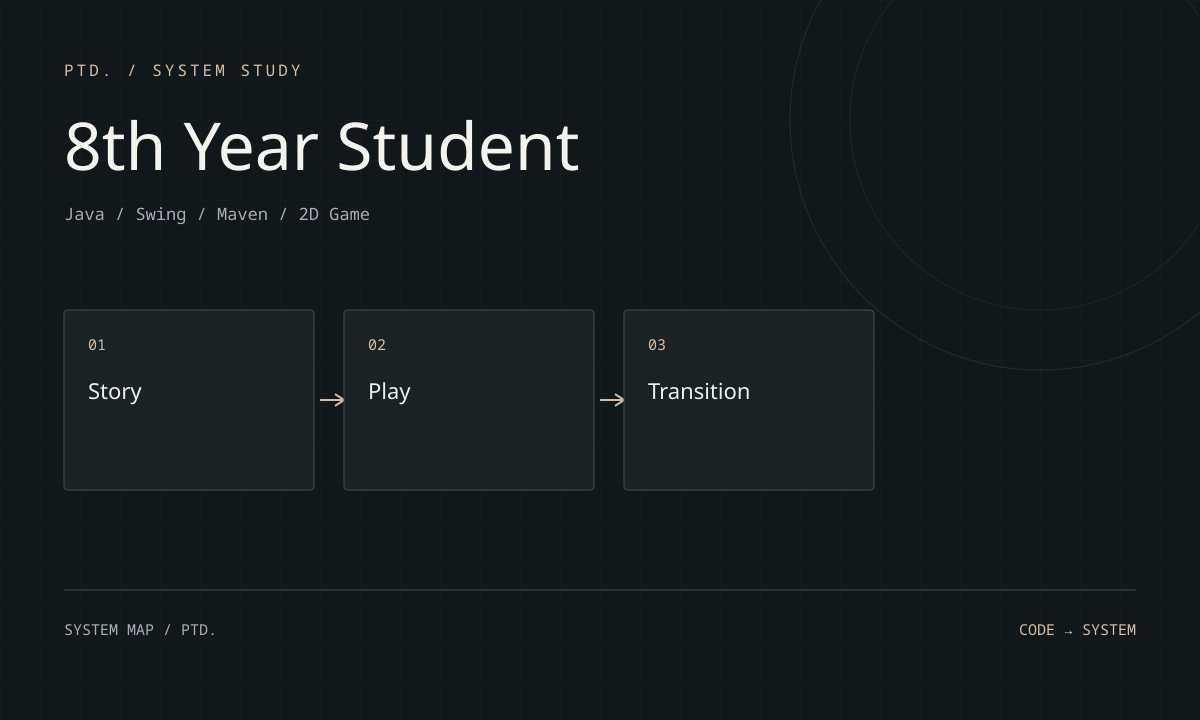 PTD. / SYSTEM STUDY
8th Year Student
Java / Swing / Maven / 2D Game
01
Story
02
Play
03
Transition
SYSTEM MAP / PTD.
CODE → SYSTEM